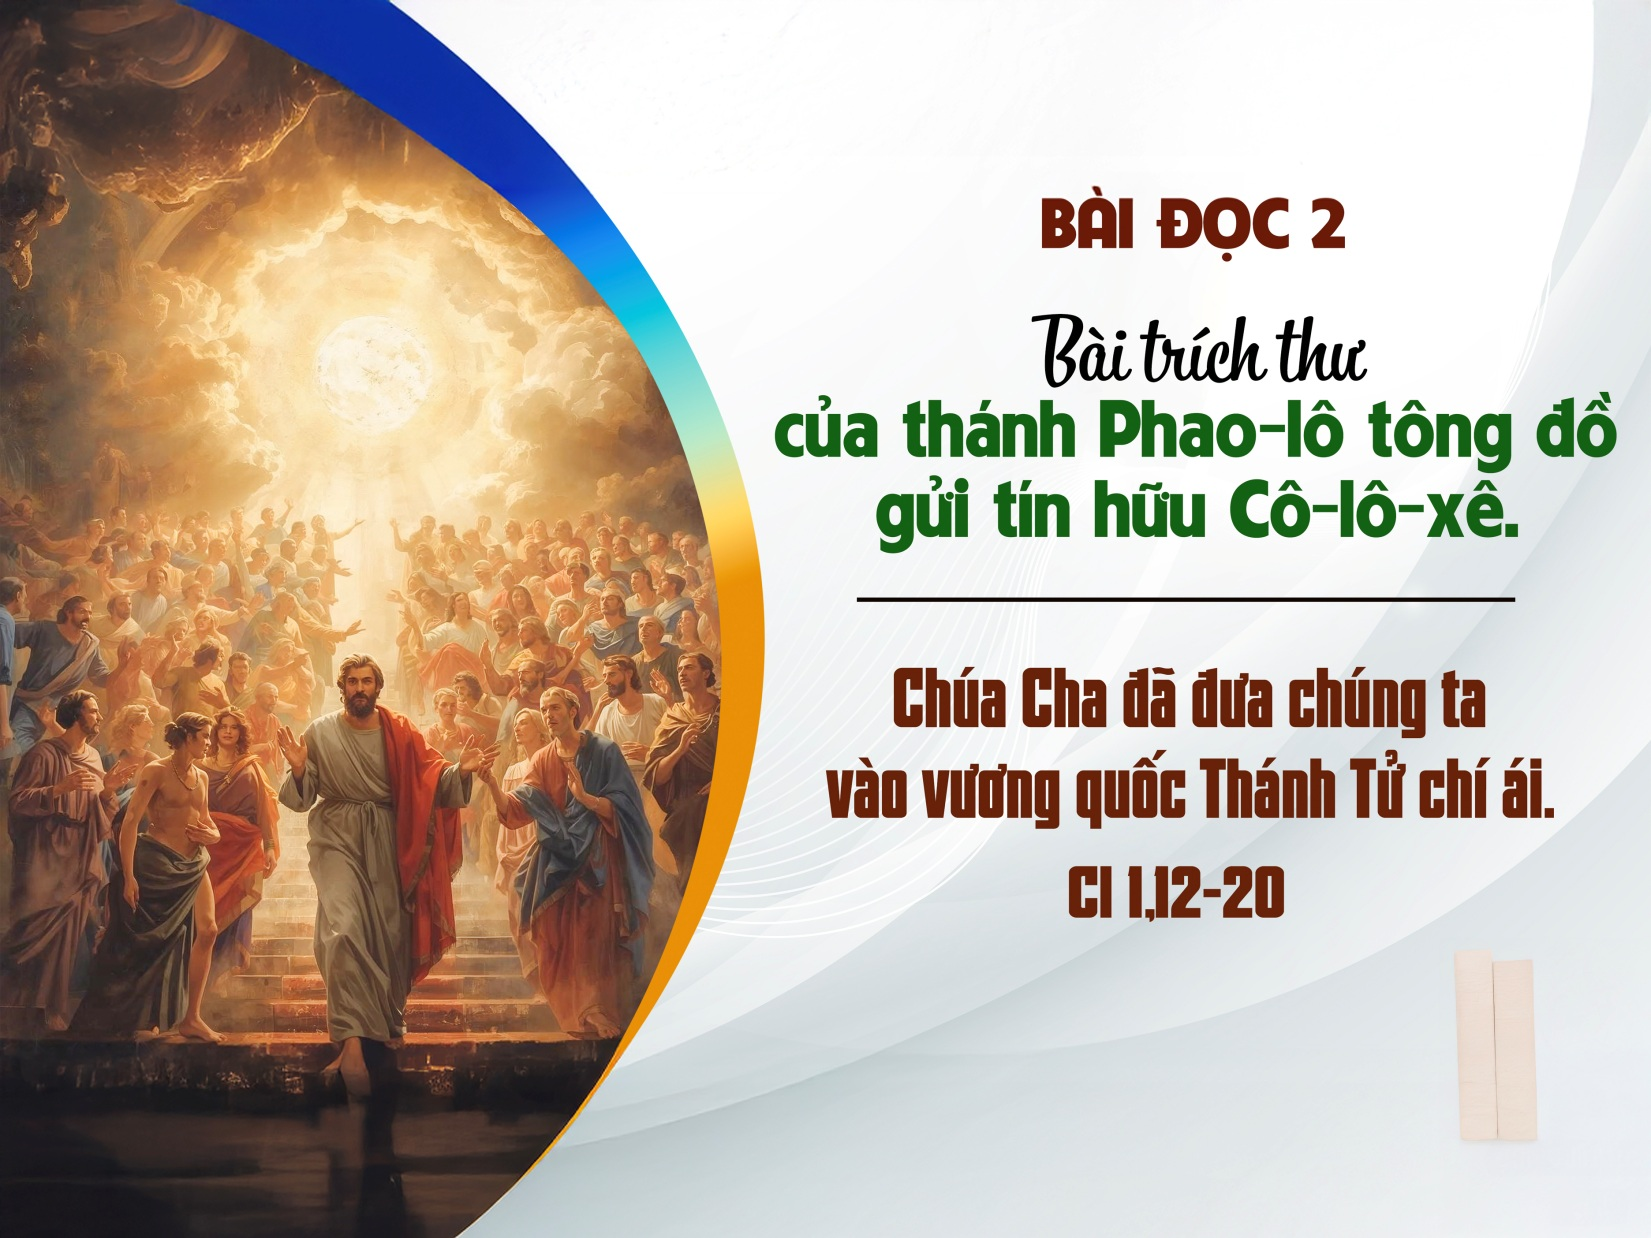 BÀI ĐỌC 2
Bài trích thư
của thánh Phao-lô tông đồ
gửi tín hữu Cô-lô-xê.
Chúa Cha đã đưa chúng ta
vào vương quốc Thánh Tử chí ái.
Cl 1,12-20